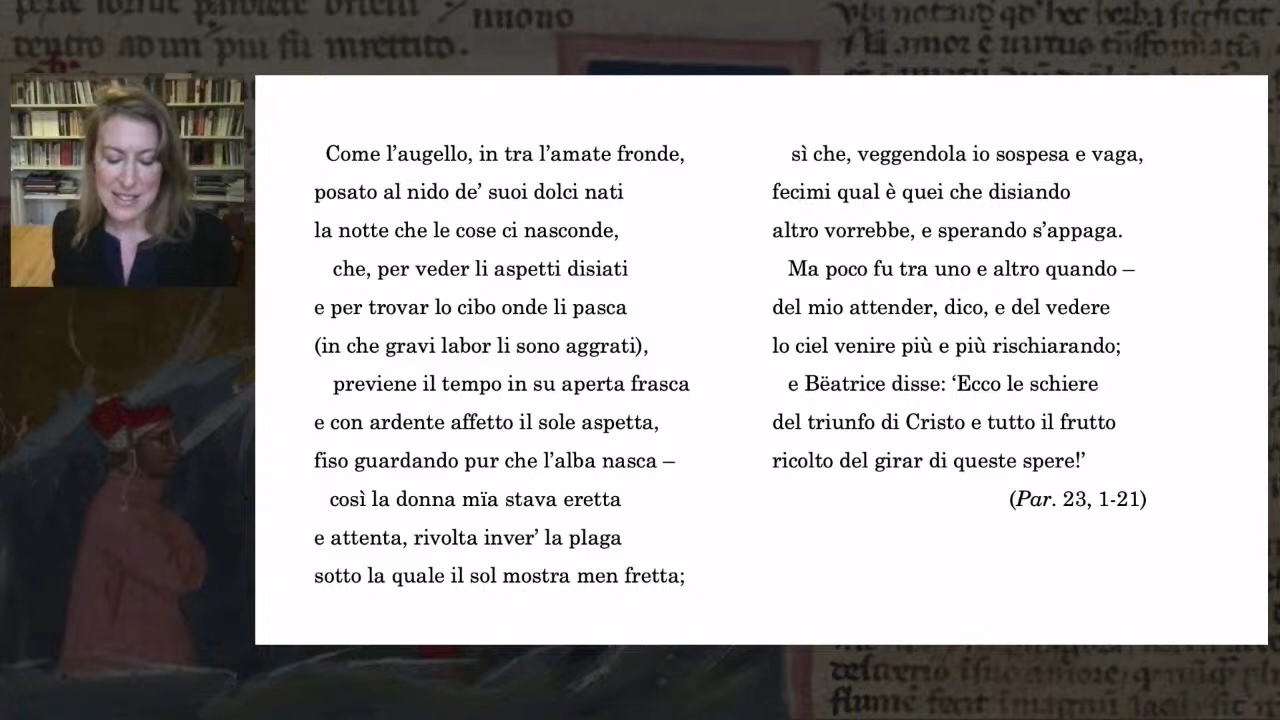 Come l’augello, in tra l’amate fronde,
posato al nido de’ suoi dolci nati
la notte che le cose ci nasconde,
che, per veder li aspetti disiati
e per trovar lo cibo onde li pasca
(in che gravi labor li sono aggrati),
previene il tempo in su aperta frasca
e con ardente affetto il sole aspetta,
fiso guardando pur che l’alba nasca –
così la donna mïa stava eretta
e attenta, rivolta inver’ la plaga
sotto la quale il sol mostra men fretta;
sì che, veggendola io sospesa e vaga,
fecimi qual è quei che disiando
altro vorrebbe, e sperando s’appaga.
Ma poco fu tra uno e altro quando –
del mio attender, dico, e del vedere
lo ciel venire più e più rischiarando;
e Bëatrice disse: ‘Ecco le schiere
del triunfo di Cristo e tutto il frutto
ricolto del girar di queste spere!’
(Par. 23, 1-21)